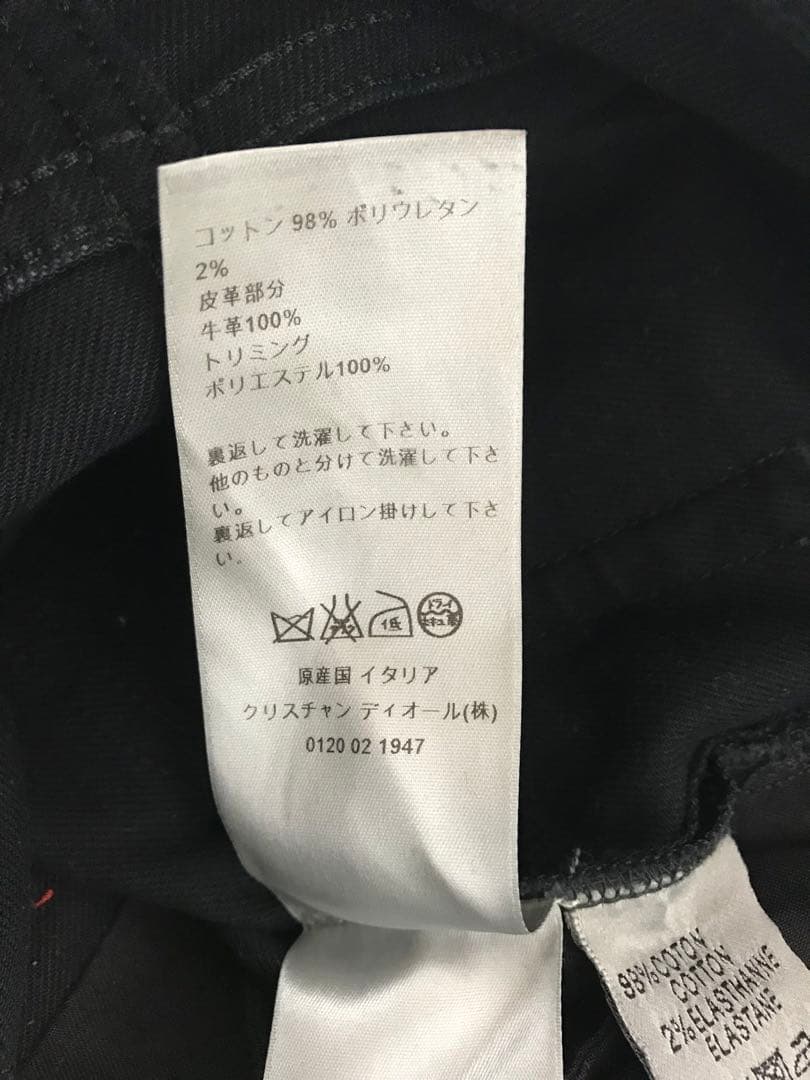 コットン 98% ポリウレタン
2%
皮革部分
牛革100%
トリミング
ポリエステル100%
裏返して洗濯して下さい。
他のものと分けて洗濯して下さ
い。
裏返してアイロン掛けして下さ
い。
低
ドライ
原産国 イタリア
クリスチャン ディオール(株)
0120 02 1947
98%COTON
COTTON
2%ELASTHANNE
ELASTANE